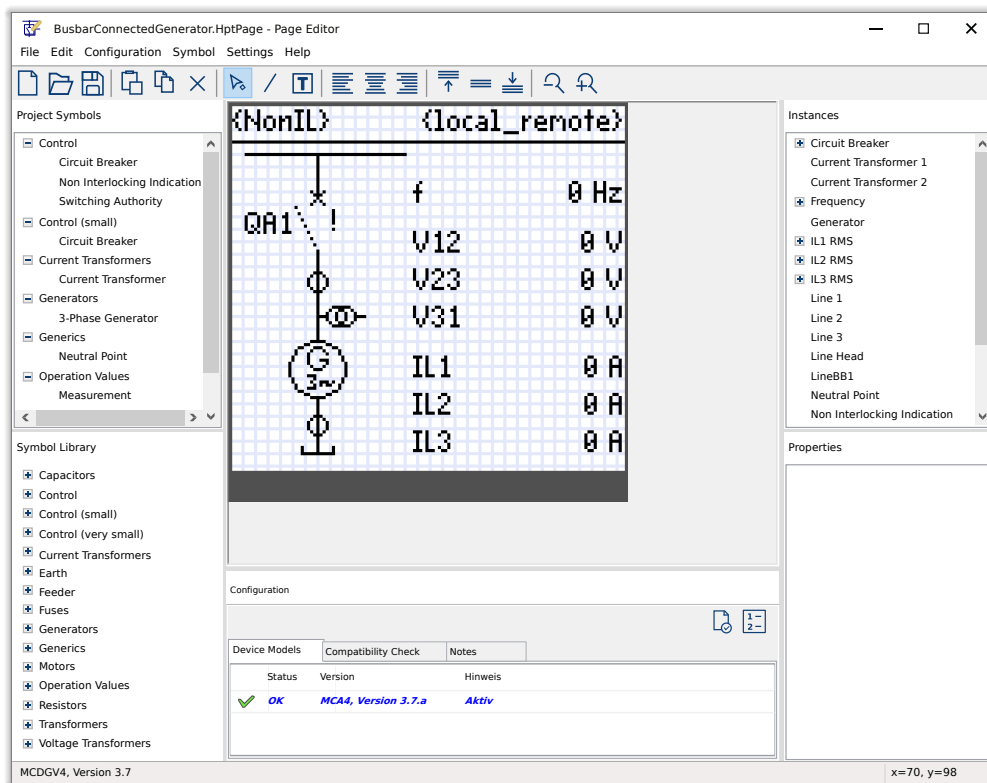 BusbarConnectedGenerator.HptPage - Page Editor
File Edit Configuration Symbol Settings Help
T
Project Symbols
Control
Circuit Breaker
Non Interlocking Indication
Switching Authority
Control (small)
Circuit Breaker
Current Transformers
Current Transformer
Generators
3-Phase Generator
Generics
Neutral Point
Operation Values
Measurement
Symbol Library
Capacitors
Control
Control (small)
Control (very small)
Current Transformers
Earth
Feeder
Fuses
Generators
Generics
Motors
Operation Values
Resistors
Transformers
Voltage Transformers
{NonIL} {local_remote}
f 0 Hz
QA1 !
V12 0 V
V23 0 V
V31 0 V
G
3~
IL1 0 A
IL2 0 A
IL3 0 A
Configuration
1
2
Device Models Compatibility Check Notes
Status Version Hinweis
OK MCA4, Version 3.7.a Aktiv
Instances
Circuit Breaker
Current Transformer 1
Current Transformer 2
Frequency
Generator
IL1 RMS
IL2 RMS
IL3 RMS
Line 1
Line 2
Line 3
Line Head
LineBB1
Neutral Point
Non Interlocking Indication
Properties
MCDGV4, Version 3.7 x=70, y=98